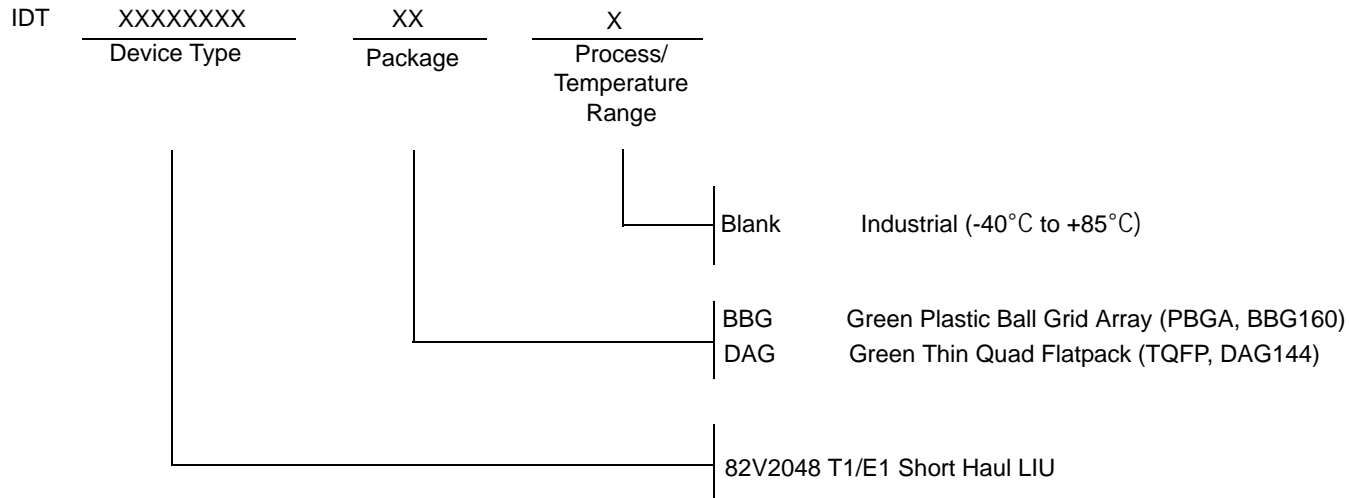 IDT XXXXXXXX XX X
Device Type Package Process/
Temperature
Range
Blank Industrial (-40°C to +85°C)
BBG Green Plastic Ball Grid Array (PBGA, BBG160)
DAG Green Thin Quad Flatpack (TQFP, DAG144)
82V2048 T1/E1 Short Haul LIU